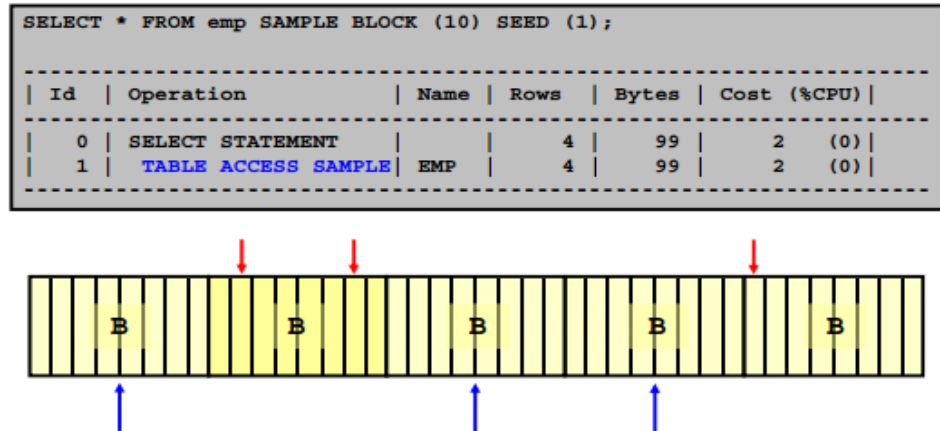 SELECT * FROM emp SAMPLE BLOCK (10) SEED (1);
---------------------------------------------------------------------
| Id  | Operation           | Name | Rows  | Bytes | Cost (%CPU)|
---------------------------------------------------------------------
|   0 | SELECT STATEMENT    |      |     4 |    99 |     2   (0)|
|   1 |  TABLE ACCESS SAMPLE| EMP  |     4 |    99 |     2   (0)|
---------------------------------------------------------------------
B B B B B